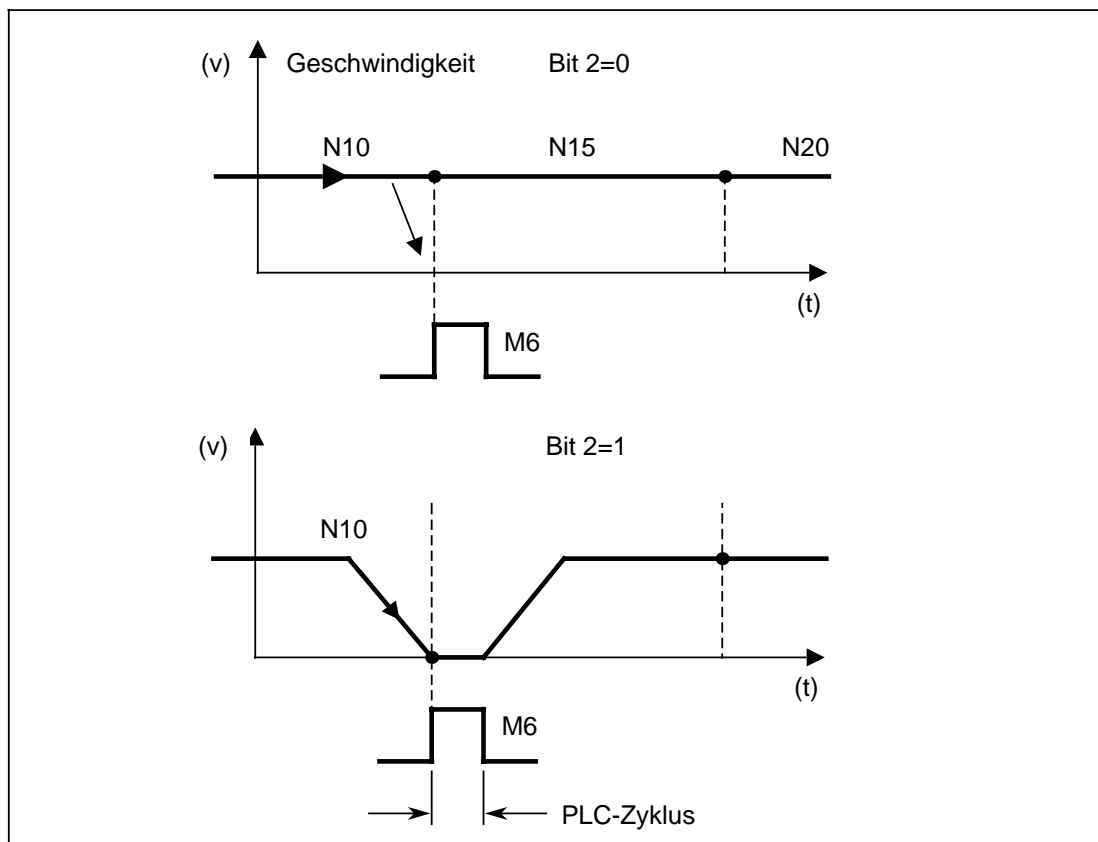 (v) Geschwindigkeit Bit 2=0
N10 N15 N20
(t)
M6
(v) Bit 2=1
N10
(t)
M6
PLC-Zyklus